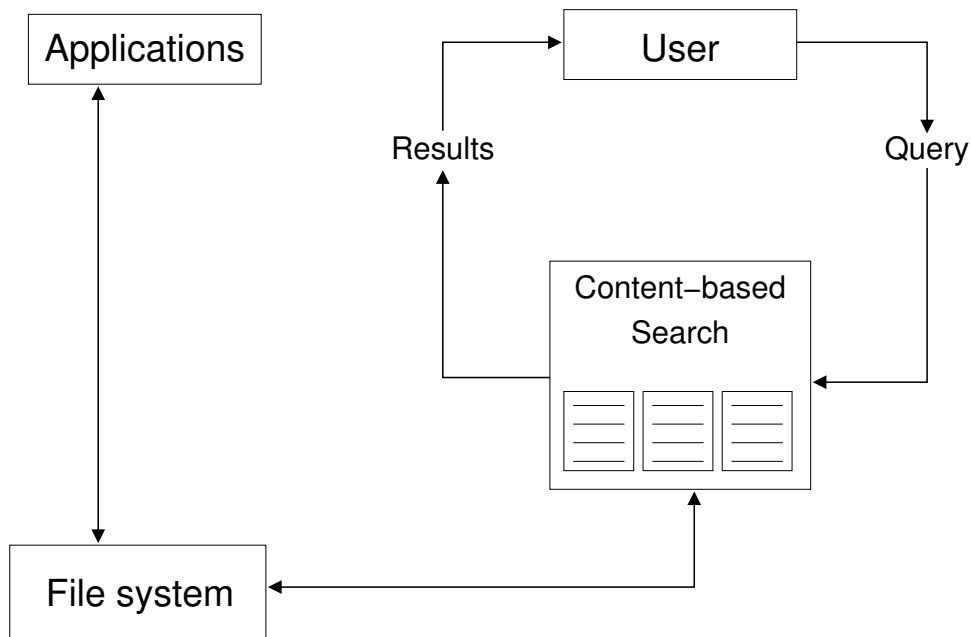 Applications
User
Results
Query
Content−based
Search
File system